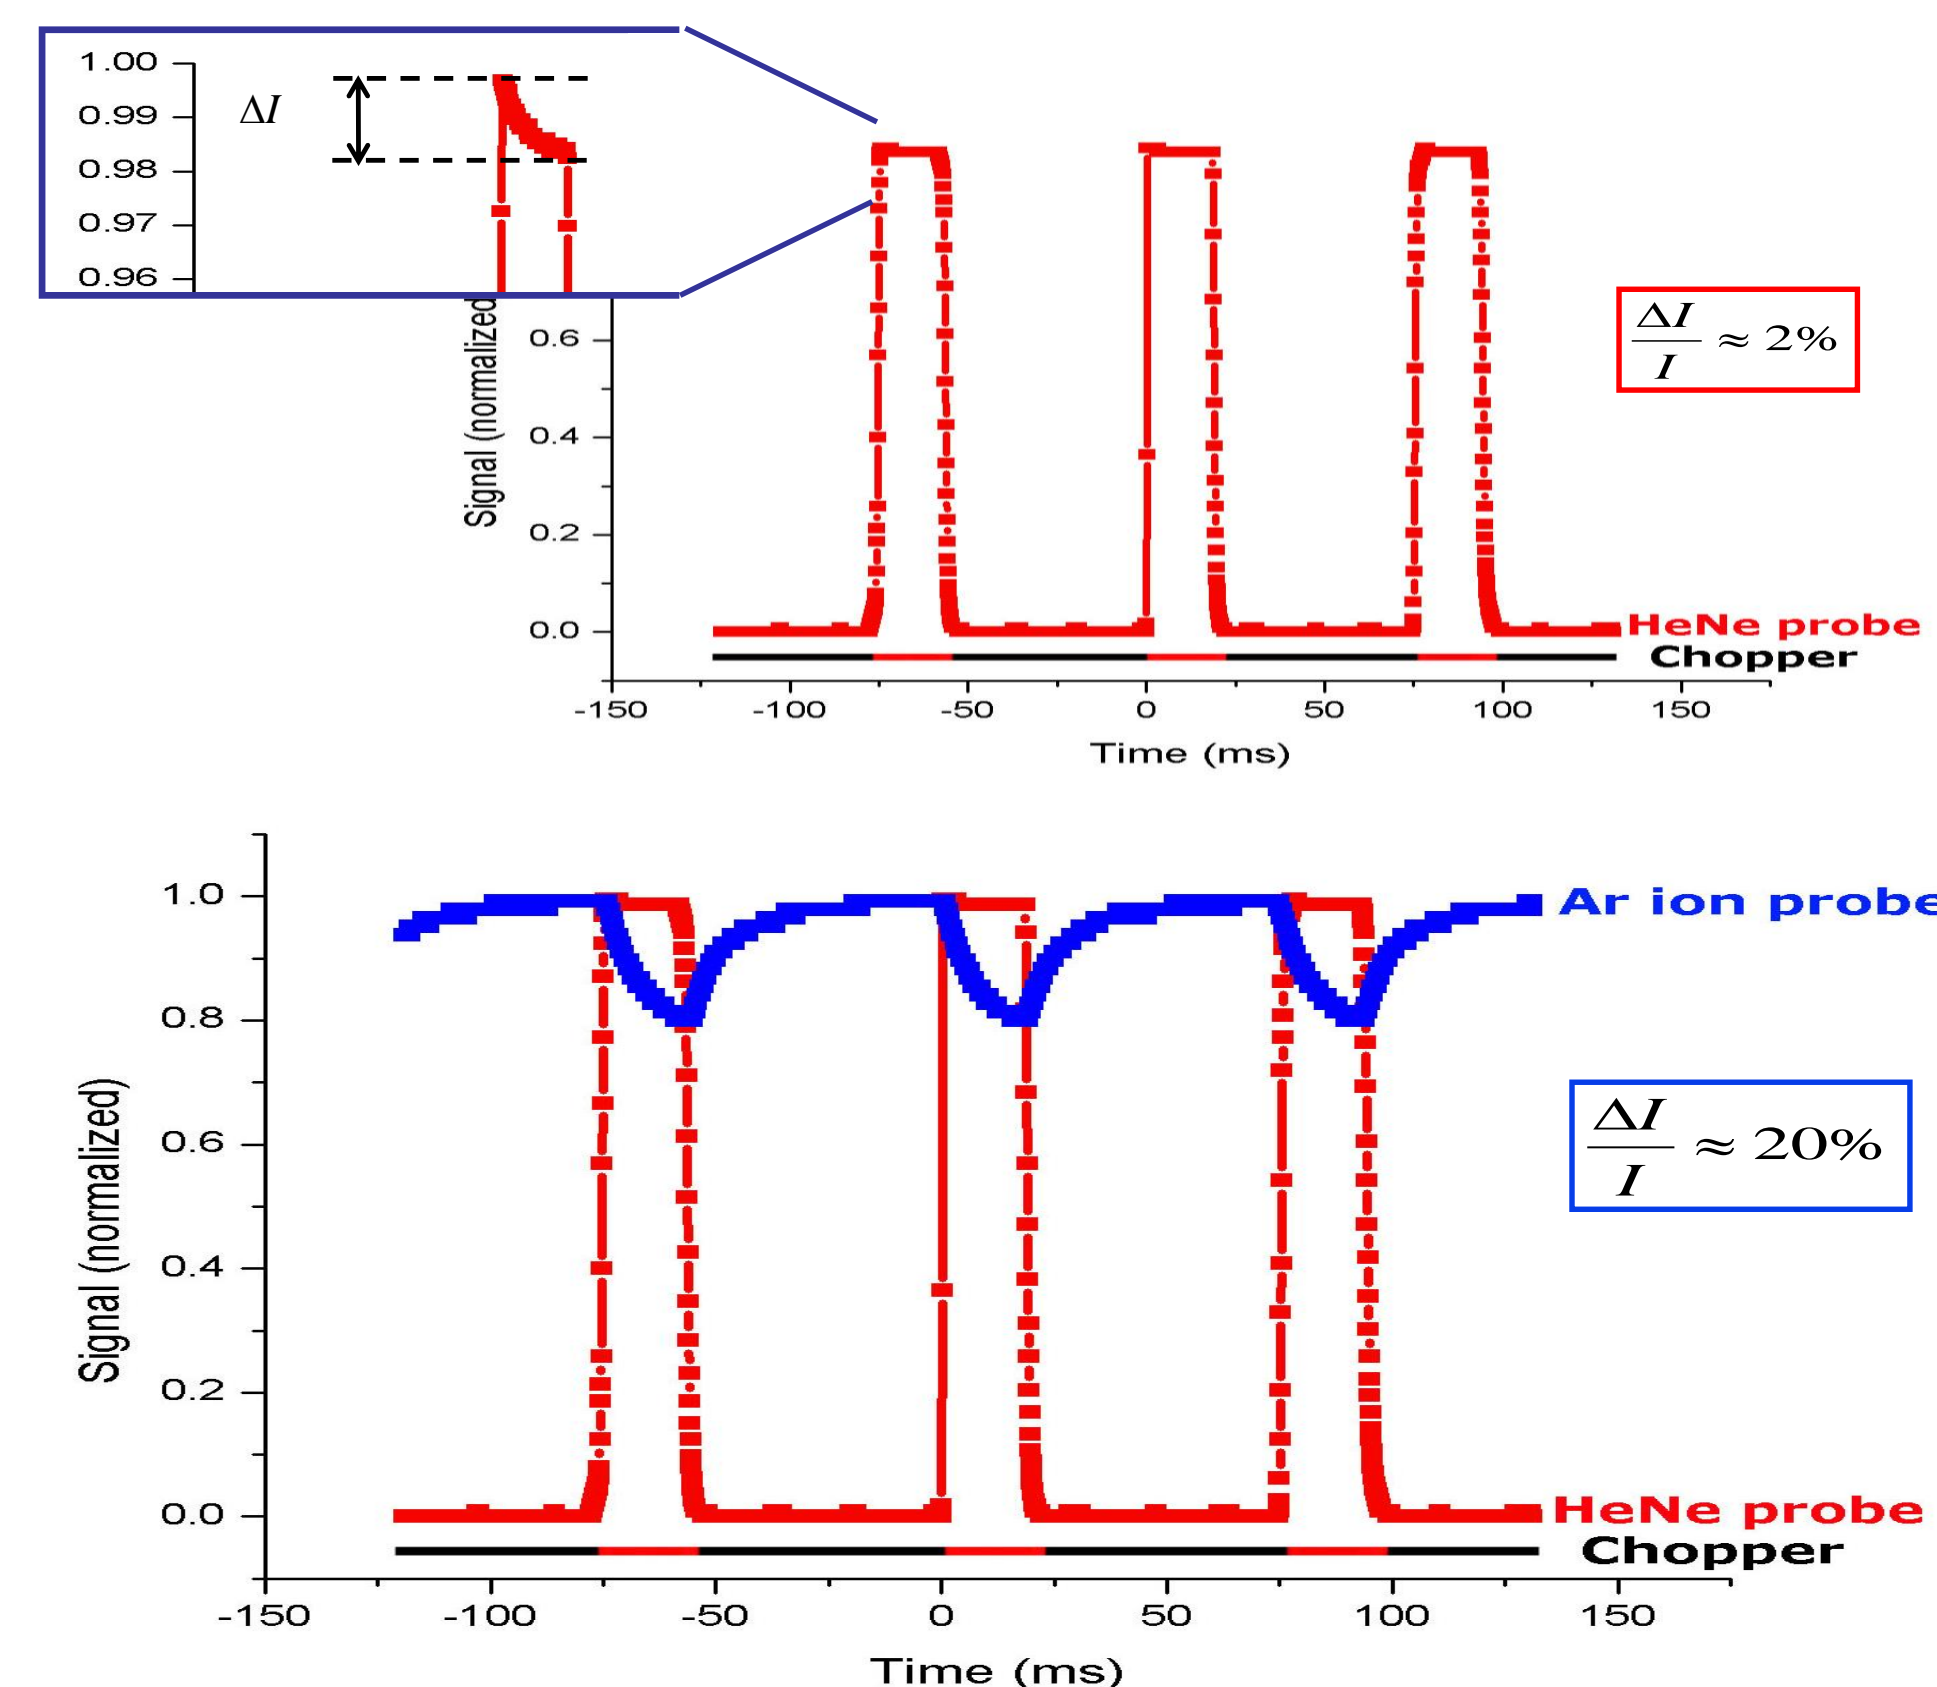 1.00
0.99
0.98
0.97
0.96
ΔI
Signal (normalized
0.6
0.4
0.2
0.0
ΔI/I ≈ 2%
HeNe probe
Chopper
-150 -100 -50 0 50 100 150
Time (ms)
1.0
0.8
0.6
0.4
0.2
0.0
Signal (normalized)
Ar ion probe
ΔI/I ≈ 20%
HeNe probe
Chopper
-150 -100 -50 0 50 100 150
Time (ms)